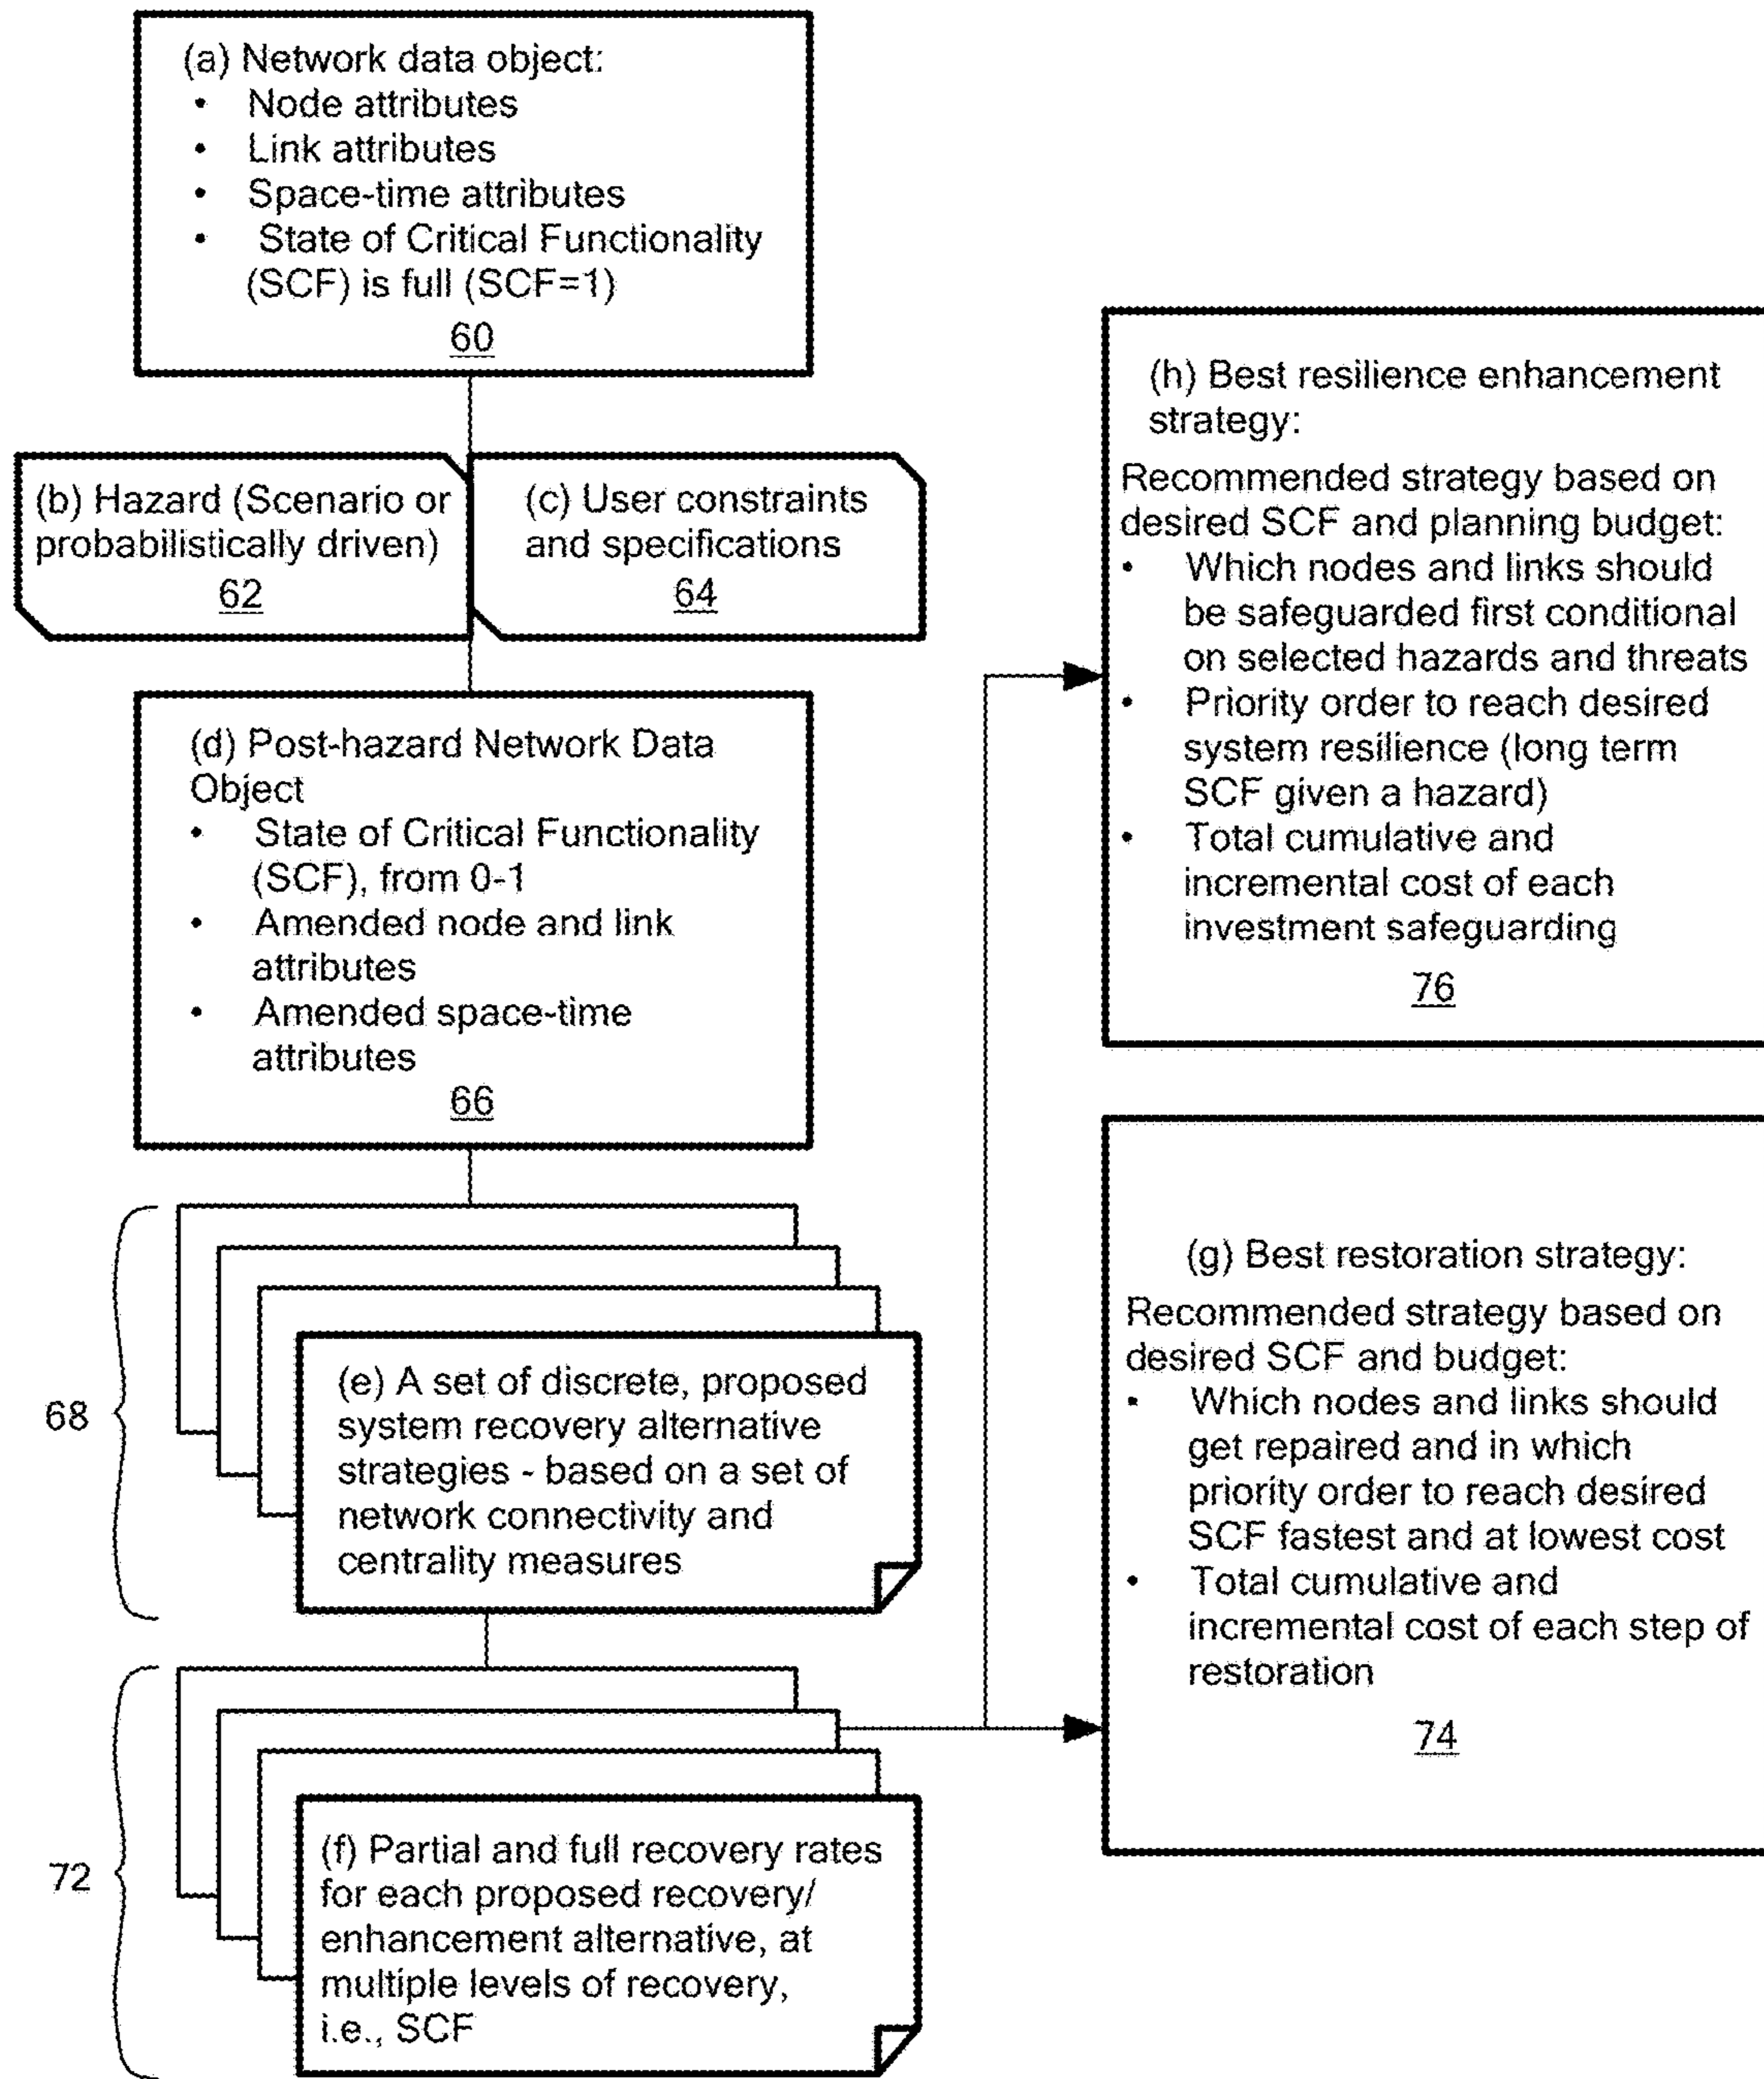 (a) Network data object:
• Node attributes
• Link attributes
• Space-time attributes
• State of Critical Functionality
(SCF) is full (SCF=1)
60
(b) Hazard (Scenario or
probabilistically driven)
62
(c) User constraints
and specifications
64
(d) Post-hazard Network Data
Object
• State of Critical Functionality
(SCF), from 0-1
• Amended node and link
attributes
• Amended space-time
attributes
66
68
(e) A set of discrete, proposed
system recovery alternative
strategies - based on a set of
network connectivity and
centrality measures
72
(f) Partial and full recovery rates
for each proposed recovery/
enhancement alternative, at
multiple levels of recovery,
i.e., SCF
(h) Best resilience enhancement
strategy:
Recommended strategy based on
desired SCF and planning budget:
• Which nodes and links should
be safeguarded first conditional
on selected hazards and threats
• Priority order to reach desired
system resilience (long term
SCF given a hazard)
• Total cumulative and
incremental cost of each
investment safeguarding
76
(g) Best restoration strategy:
Recommended strategy based on
desired SCF and budget:
• Which nodes and links should
get repaired and in which
priority order to reach desired
SCF fastest and at lowest cost
• Total cumulative and
incremental cost of each step of
restoration
74